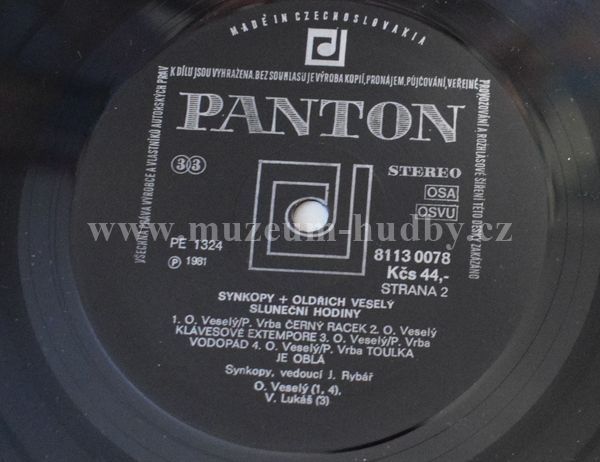 MADE IN CZECHOSLOVAKIA
VŠECHNA PRÁVA VÝROBCE A VLASTNÍKŮ AUTORSKÝCH PRÁV
K DÍLU JSOU VYHRAŽENA. BEZ SOUHLASU JE VÝROBA KOPIÍ, PRONÁJEM, PŮJČOVÁNÍ, VEŘEJNÉ
PROVOZOVÁNÍ A ROZHLASOVÉ ŠÍŘENÍ TÉTO DESKY ZAKÁZÁNO
PANTON
33
STEREO
OSA
OSVU
www.muzeum-hudby.cz
PE 1324
℗ 1981
8113 0078
Kčs 44,-
STRANA 2
SYNKOPY + OLDŘICH VESELÝ
SLUNEČNÍ HODINY
1. O. Veselý/P. Vrba ČERNÝ RACEK 2. O. Veselý
KLÁVESOVÉ EXTEMPORE 3. O. Veselý/P. Vrba
VODOPÁD 4. O. Veselý/P. Vrba TOULKA
JE OBLÁ
Synkopy, vedoucí J. Rybář
O. Veselý (1, 4),
V. Lukáš (3)